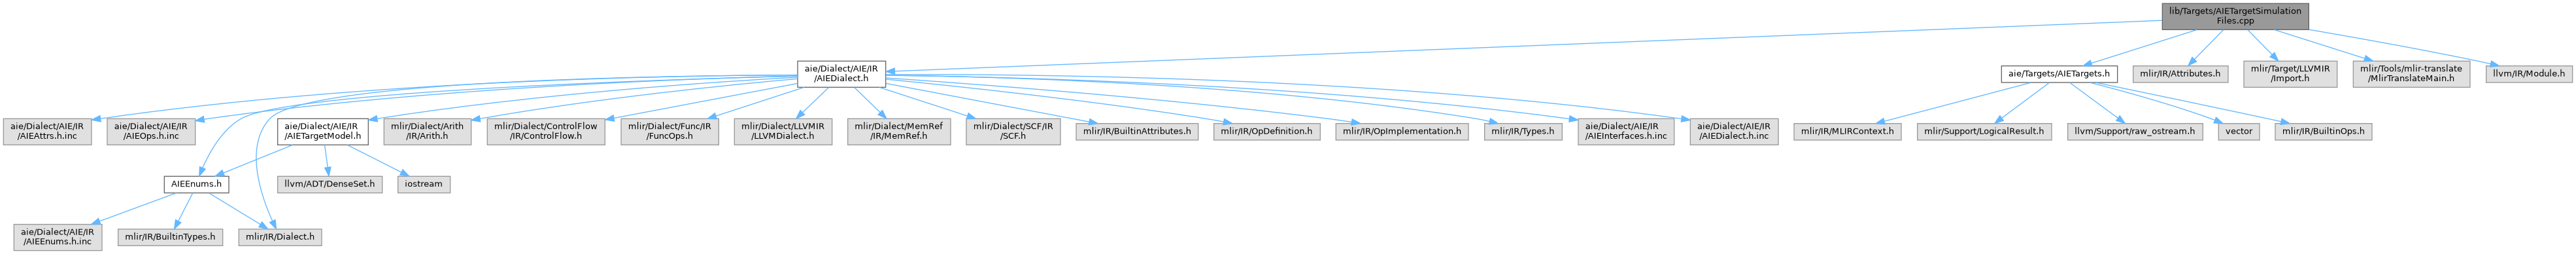 lib/Targets/AIETargetSimulation
Files.cpp
aie/Dialect/AIE/IR
/AIEDialect.h
aie/Targets/AIETargets.h
mlir/IR/Attributes.h
mlir/Target/LLVMIR
/Import.h
mlir/Tools/mlir-translate
/MlirTranslateMain.h
llvm/IR/Module.h
aie/Dialect/AIE/IR
/AIEAttrs.h.inc
aie/Dialect/AIE/IR
/AIEOps.h.inc
aie/Dialect/AIE/IR
/AIETargetModel.h
mlir/Dialect/Arith
/IR/Arith.h
mlir/Dialect/ControlFlow
/IR/ControlFlow.h
mlir/Dialect/Func/IR
/FuncOps.h
mlir/Dialect/LLVMIR
/LLVMDialect.h
mlir/Dialect/MemRef
/IR/MemRef.h
mlir/Dialect/SCF/IR
/SCF.h
mlir/IR/BuiltinAttributes.h
mlir/IR/OpDefinition.h
mlir/IR/OpImplementation.h
mlir/IR/Types.h
aie/Dialect/AIE/IR
/AIEInterfaces.h.inc
aie/Dialect/AIE/IR
/AIEDialect.h.inc
mlir/IR/MLIRContext.h
mlir/Support/LogicalResult.h
llvm/Support/raw_ostream.h
vector
mlir/IR/BuiltinOps.h
AIEEnums.h
llvm/ADT/DenseSet.h
iostream
aie/Dialect/AIE/IR
/AIEEnums.h.inc
mlir/IR/BuiltinTypes.h
mlir/IR/Dialect.h